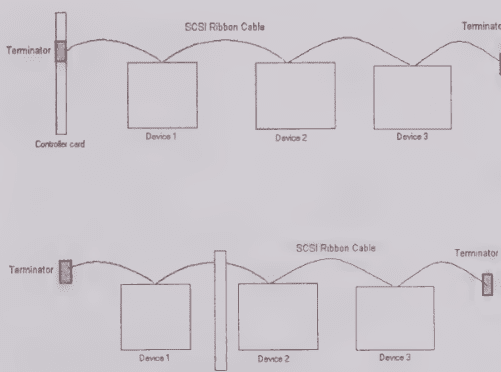 SCSI Ribbon Cable
Terminator
Terminator
Controller card
Device 1
Device 2
Device 3
SCSI Ribbon Cable
Terminator
Terminator
Device 1
Device 2
Device 3